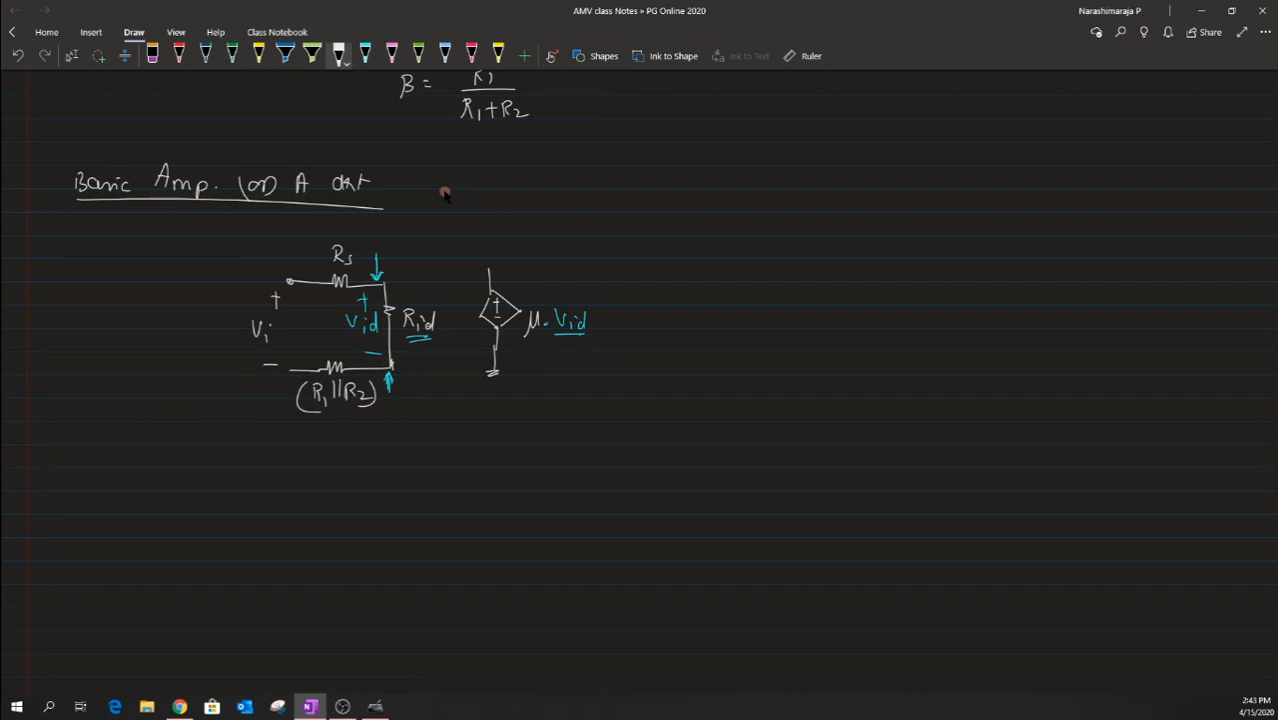 AMV class Notes » PG Online 2020
Narashimaraja P
Home Insert Draw View Help Class Notebook
Share
Shapes Ink to Shape Ink to Text Ruler
β = R1
R1+R2
Basic Amp. (or) A ckt
Rs
+ Vi −
+ Vid −
Rid
+ − μ. Vid
(R1||R2)
2:43 PM
4/15/2020